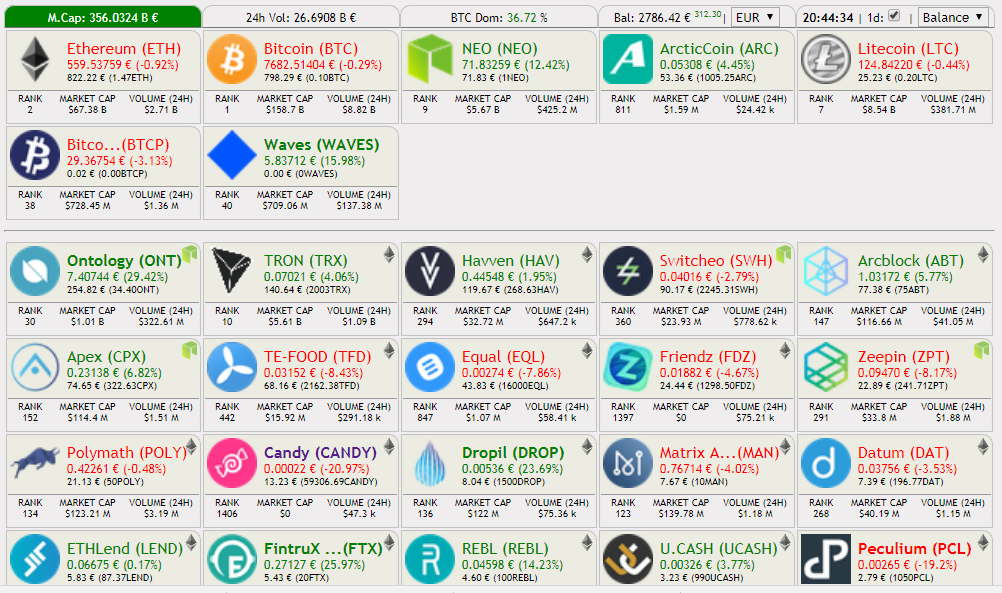 M.Cap: 356.0324 B €
24h Vol: 26.6908 B €
BTC Dom: 36.72 %
Bal: 2786.42 € 312.30 |
EUR ▼
20:44:34 | 1d: | Balance ▼
Ethereum (ETH)
559.53759 € (-0.92%)
822.22 € (1.47ETH)
RANK MARKET CAP VOLUME (24H)
2 $67.38 B $2.71 B
Bitcoin (BTC)
7682.51404 € (-0.29%)
798.29 € (0.10BTC)
RANK MARKET CAP VOLUME (24H)
1 $158.7 B $8.82 B
NEO (NEO)
71.83259 € (12.42%)
71.83 € (1NEO)
RANK MARKET CAP VOLUME (24H)
9 $5.67 B $425.2 M
ArcticCoin (ARC)
0.05308 € (4.45%)
53.36 € (1005.25ARC)
RANK MARKET CAP VOLUME (24H)
811 $1.59 M $24.42 k
Litecoin (LTC)
124.84220 € (-0.44%)
25.23 € (0.20LTC)
RANK MARKET CAP VOLUME (24H)
7 $8.54 B $381.71 M
Bitco...(BTCP)
29.36754 € (-3.13%)
0.02 € (0.00BTCP)
RANK MARKET CAP VOLUME (24H)
38 $728.45 M $1.36 M
Waves (WAVES)
5.83712 € (15.98%)
0.00 € (0WAVES)
RANK MARKET CAP VOLUME (24H)
40 $709.06 M $137.38 M
Ontology (ONT)
7.40744 € (29.42%)
254.82 € (34.40ONT)
RANK MARKET CAP VOLUME (24H)
30 $1.01 B $322.61 M
TRON (TRX)
0.07021 € (4.06%)
140.64 € (2003TRX)
RANK MARKET CAP VOLUME (24H)
10 $5.61 B $1.09 B
Havven (HAV)
0.44548 € (1.95%)
119.67 € (268.63HAV)
RANK MARKET CAP VOLUME (24H)
294 $32.72 M $647.2 k
Switcheo (SWH)
0.04016 € (-2.79%)
90.17 € (2245.31SWH)
RANK MARKET CAP VOLUME (24H)
360 $23.93 M $778.62 k
Arcblock (ABT)
1.03172 € (5.77%)
77.38 € (75ABT)
RANK MARKET CAP VOLUME (24H)
147 $116.66 M $41.05 M
Apex (CPX)
0.23138 € (6.82%)
74.65 € (322.63CPX)
RANK MARKET CAP VOLUME (24H)
152 $114.4 M $1.51 M
TE-FOOD (TFD)
0.03152 € (-8.43%)
68.16 € (2162.38TFD)
RANK MARKET CAP VOLUME (24H)
442 $15.92 M $291.18 k
Equal (EQL)
0.00274 € (-7.86%)
43.83 € (16000EQL)
RANK MARKET CAP VOLUME (24H)
847 $1.07 M $58.41 k
Friendz (FDZ)
0.01882 € (-4.67%)
24.44 € (1298.50FDZ)
RANK MARKET CAP VOLUME (24H)
1397 $0 $75.21 k
Zeepin (ZPT)
0.09470 € (-8.17%)
22.89 € (241.71ZPT)
RANK MARKET CAP VOLUME (24H)
291 $33.8 M $1.88 M
Polymath (POLY)
0.42261 € (-0.48%)
21.13 € (50POLY)
RANK MARKET CAP VOLUME (24H)
134 $123.21 M $3.19 M
Candy (CANDY)
0.00022 € (-20.97%)
13.23 € (59306.69CANDY)
RANK MARKET CAP VOLUME (24H)
1406 $0 $47.3 k
Dropil (DROP)
0.00536 € (23.69%)
8.04 € (1500DROP)
RANK MARKET CAP VOLUME (24H)
136 $122 M $75.36 k
Matrix A...(MAN)
0.76714 € (-4.02%)
7.67 € (10MAN)
RANK MARKET CAP VOLUME (24H)
123 $139.78 M $1.18 M
Datum (DAT)
0.03756 € (-3.53%)
7.39 € (196.77DAT)
RANK MARKET CAP VOLUME (24H)
268 $40.19 M $1.15 M
ETHLend (LEND)
0.06675 € (0.17%)
5.83 € (87.37LEND)
FintruX ...(FTX)
0.27127 € (25.97%)
5.43 € (20FTX)
REBL (REBL)
0.04598 € (14.23%)
4.60 € (100REBL)
U.CASH (UCASH)
0.00326 € (3.77%)
3.23 € (990UCASH)
Peculium (PCL)
0.00265 € (-19.2%)
2.79 € (1050PCL)